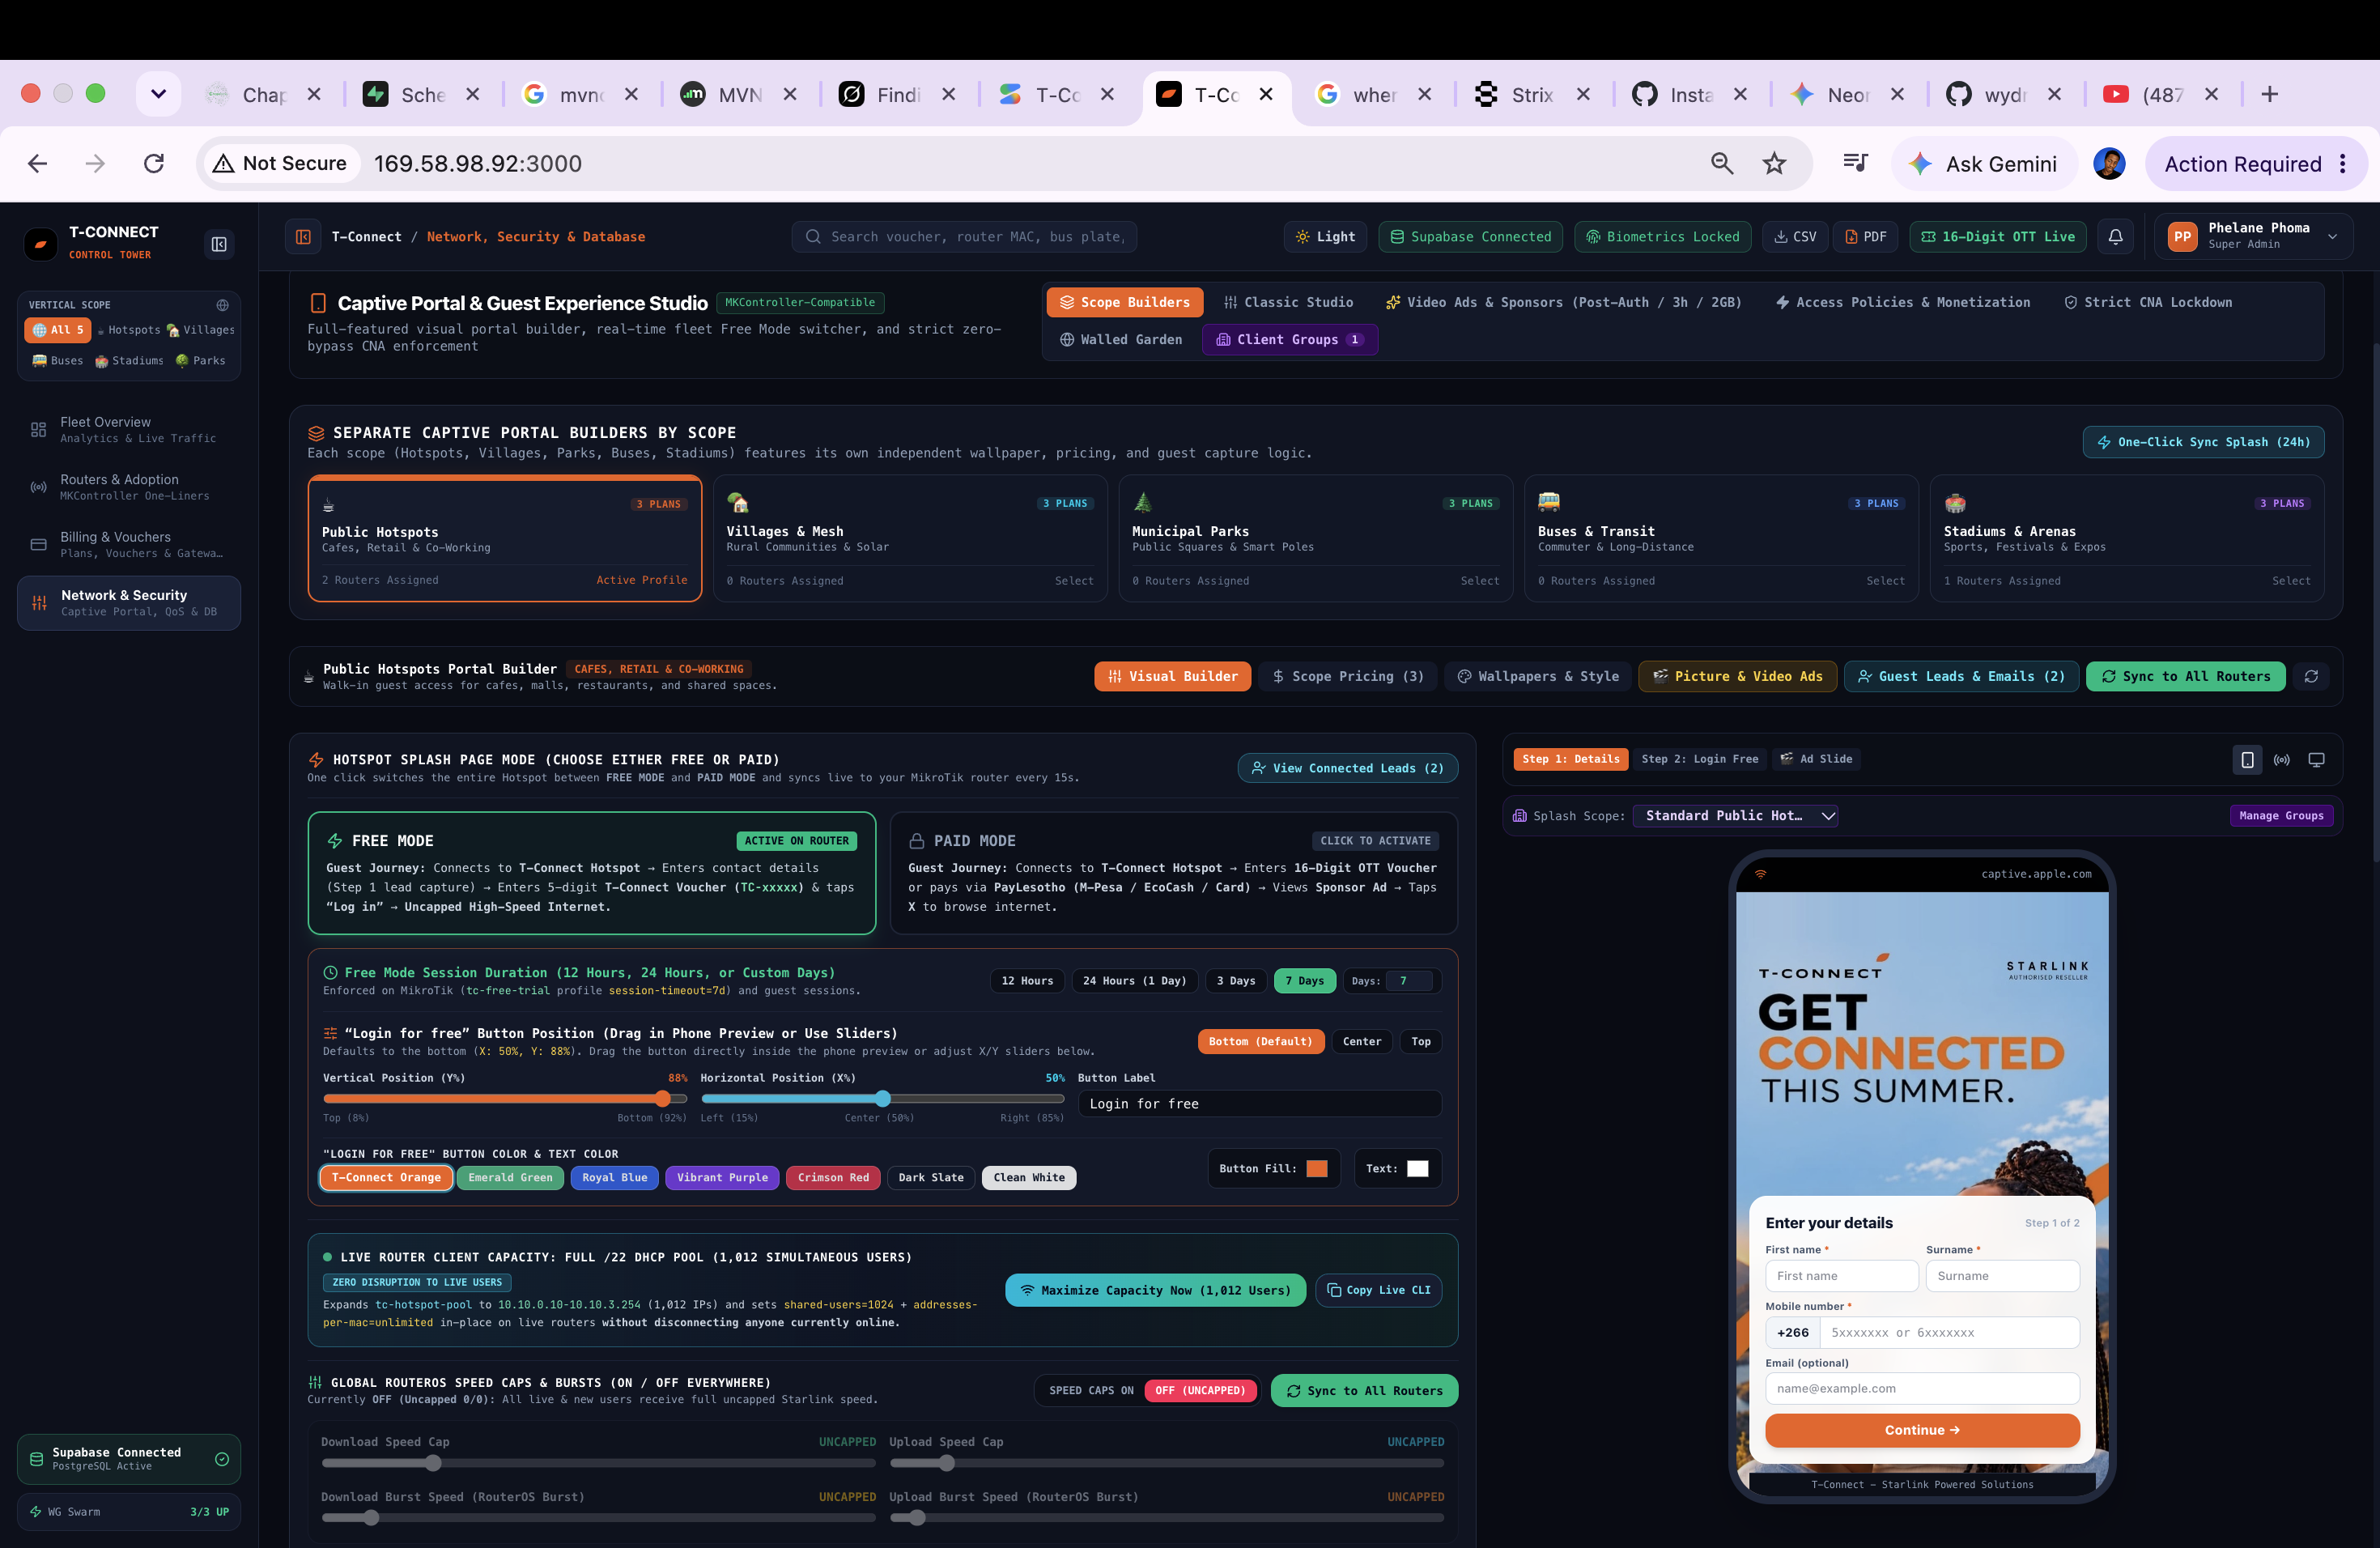 Chap
Sche
mvno
MVN
Findi
T-Co
T-Co
wher
Strix
Insta
Neor
wydr
(487
Not Secure
169.58.98.92:3000
Ask Gemini
Action Required
T-CONNECT
CONTROL TOWER
T-Connect / Network, Security & Database
Search voucher, router MAC, bus plate,
Light
Supabase Connected
Biometrics Locked
CSV
PDF
16-Digit OTT Live
PP
Phelane Phoma
Super Admin
VERTICAL SCOPE
All 5
Hotspots
Villages
Buses
Stadiums
Parks
Fleet Overview
Analytics & Live Traffic
Routers & Adoption
MKController One-Liners
Billing & Vouchers
Plans, Vouchers & Gatewa…
Network & Security
Captive Portal, QoS & DB
Supabase Connected
PostgreSQL Active
WG Swarm
3/3 UP
Captive Portal & Guest Experience Studio
MKController-Compatible
Full-featured visual portal builder, real-time fleet Free Mode switcher, and strict zero-
bypass CNA enforcement
Scope Builders
Classic Studio
Video Ads & Sponsors (Post-Auth / 3h / 2GB)
Access Policies & Monetization
Strict CNA Lockdown
Walled Garden
Client Groups 1
SEPARATE CAPTIVE PORTAL BUILDERS BY SCOPE
Each scope (Hotspots, Villages, Parks, Buses, Stadiums) features its own independent wallpaper, pricing, and guest capture logic.
One-Click Sync Splash (24h)
3 PLANS
Public Hotspots
Cafes, Retail & Co-Working
2 Routers Assigned
Active Profile
3 PLANS
Villages & Mesh
Rural Communities & Solar
0 Routers Assigned
Select
3 PLANS
Municipal Parks
Public Squares & Smart Poles
0 Routers Assigned
Select
3 PLANS
Buses & Transit
Commuter & Long-Distance
0 Routers Assigned
Select
3 PLANS
Stadiums & Arenas
Sports, Festivals & Expos
1 Routers Assigned
Select
Public Hotspots Portal Builder
CAFES, RETAIL & CO-WORKING
Walk-in guest access for cafes, malls, restaurants, and shared spaces.
Visual Builder
Scope Pricing (3)
Wallpapers & Style
Picture & Video Ads
Guest Leads & Emails (2)
Sync to All Routers
HOTSPOT SPLASH PAGE MODE (CHOOSE EITHER FREE OR PAID)
One click switches the entire Hotspot between FREE MODE and PAID MODE and syncs live to your MikroTik router every 15s.
View Connected Leads (2)
FREE MODE
ACTIVE ON ROUTER
Guest Journey: Connects to T-Connect Hotspot → Enters contact details
(Step 1 lead capture) → Enters 5-digit T-Connect Voucher (TC-xxxxx) & taps
“Log in” → Uncapped High-Speed Internet.
PAID MODE
CLICK TO ACTIVATE
Guest Journey: Connects to T-Connect Hotspot → Enters 16-Digit OTT Voucher
or pays via PayLesotho (M-Pesa / EcoCash / Card) → Views Sponsor Ad → Taps
X to browse internet.
Free Mode Session Duration (12 Hours, 24 Hours, or Custom Days)
Enforced on MikroTik (tc-free-trial profile session-timeout=7d) and guest sessions.
12 Hours
24 Hours (1 Day)
3 Days
7 Days
Days: 7
“Login for free” Button Position (Drag in Phone Preview or Use Sliders)
Defaults to the bottom (X: 50%, Y: 88%). Drag the button directly inside the phone preview or adjust X/Y sliders below.
Bottom (Default)
Center
Top
Vertical Position (Y%)
88%
Horizontal Position (X%)
50%
Button Label
Login for free
Top (8%)
Bottom (92%)
Left (15%)
Center (50%)
Right (85%)
"LOGIN FOR FREE" BUTTON COLOR & TEXT COLOR
T-Connect Orange
Emerald Green
Royal Blue
Vibrant Purple
Crimson Red
Dark Slate
Clean White
Button Fill:
Text:
LIVE ROUTER CLIENT CAPACITY: FULL /22 DHCP POOL (1,012 SIMULTANEOUS USERS)
ZERO DISRUPTION TO LIVE USERS
Expands tc-hotspot-pool to 10.10.0.10-10.10.3.254 (1,012 IPs) and sets shared-users=1024 + addresses-
per-mac=unlimited in-place on live routers without disconnecting anyone currently online.
Maximize Capacity Now (1,012 Users)
Copy Live CLI
GLOBAL ROUTEROS SPEED CAPS & BURSTS (ON / OFF EVERYWHERE)
Currently OFF (Uncapped 0/0): All live & new users receive full uncapped Starlink speed.
SPEED CAPS ON
OFF (UNCAPPED)
Sync to All Routers
Download Speed Cap
UNCAPPED
Upload Speed Cap
UNCAPPED
Download Burst Speed (RouterOS Burst)
UNCAPPED
Upload Burst Speed (RouterOS Burst)
UNCAPPED
Step 1: Details
Step 2: Login Free
Ad Slide
Splash Scope:
Standard Public Hot…
Manage Groups
captive.apple.com
T-CONNECT
STARLINK
AUTHORISED RESELLER
GET
CONNECTED
THIS SUMMER.
Enter your details
Step 1 of 2
First name *
Surname *
First name
Surname
Mobile number *
+266
5xxxxxxx or 6xxxxxxx
Email (optional)
name@example.com
Continue →
T-Connect – Starlink Powered Solutions